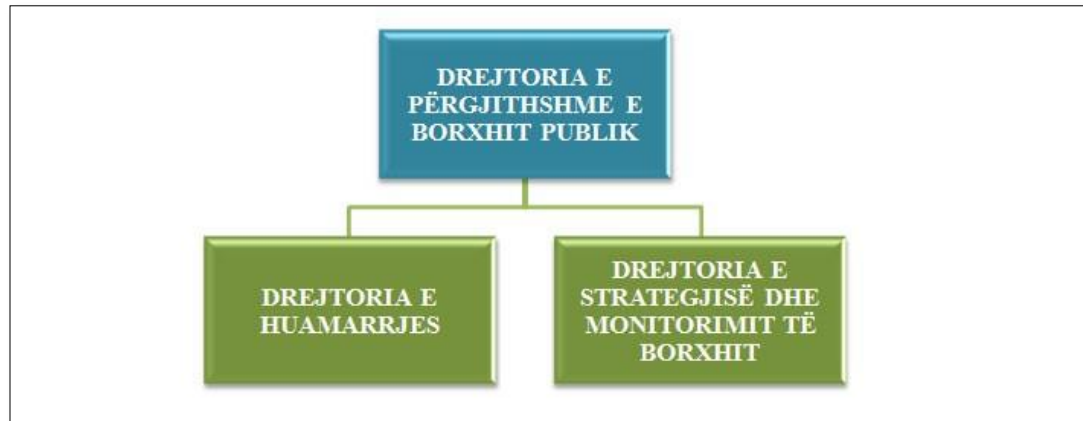 DREJTORIA E
PËRGJITHSHME E
BORXHIT PUBLIK
DREJTORIA E
HUAMARRJES
DREJTORIA E
STRATEGJISË DHE
MONITORIMIT TË
BORXHIT